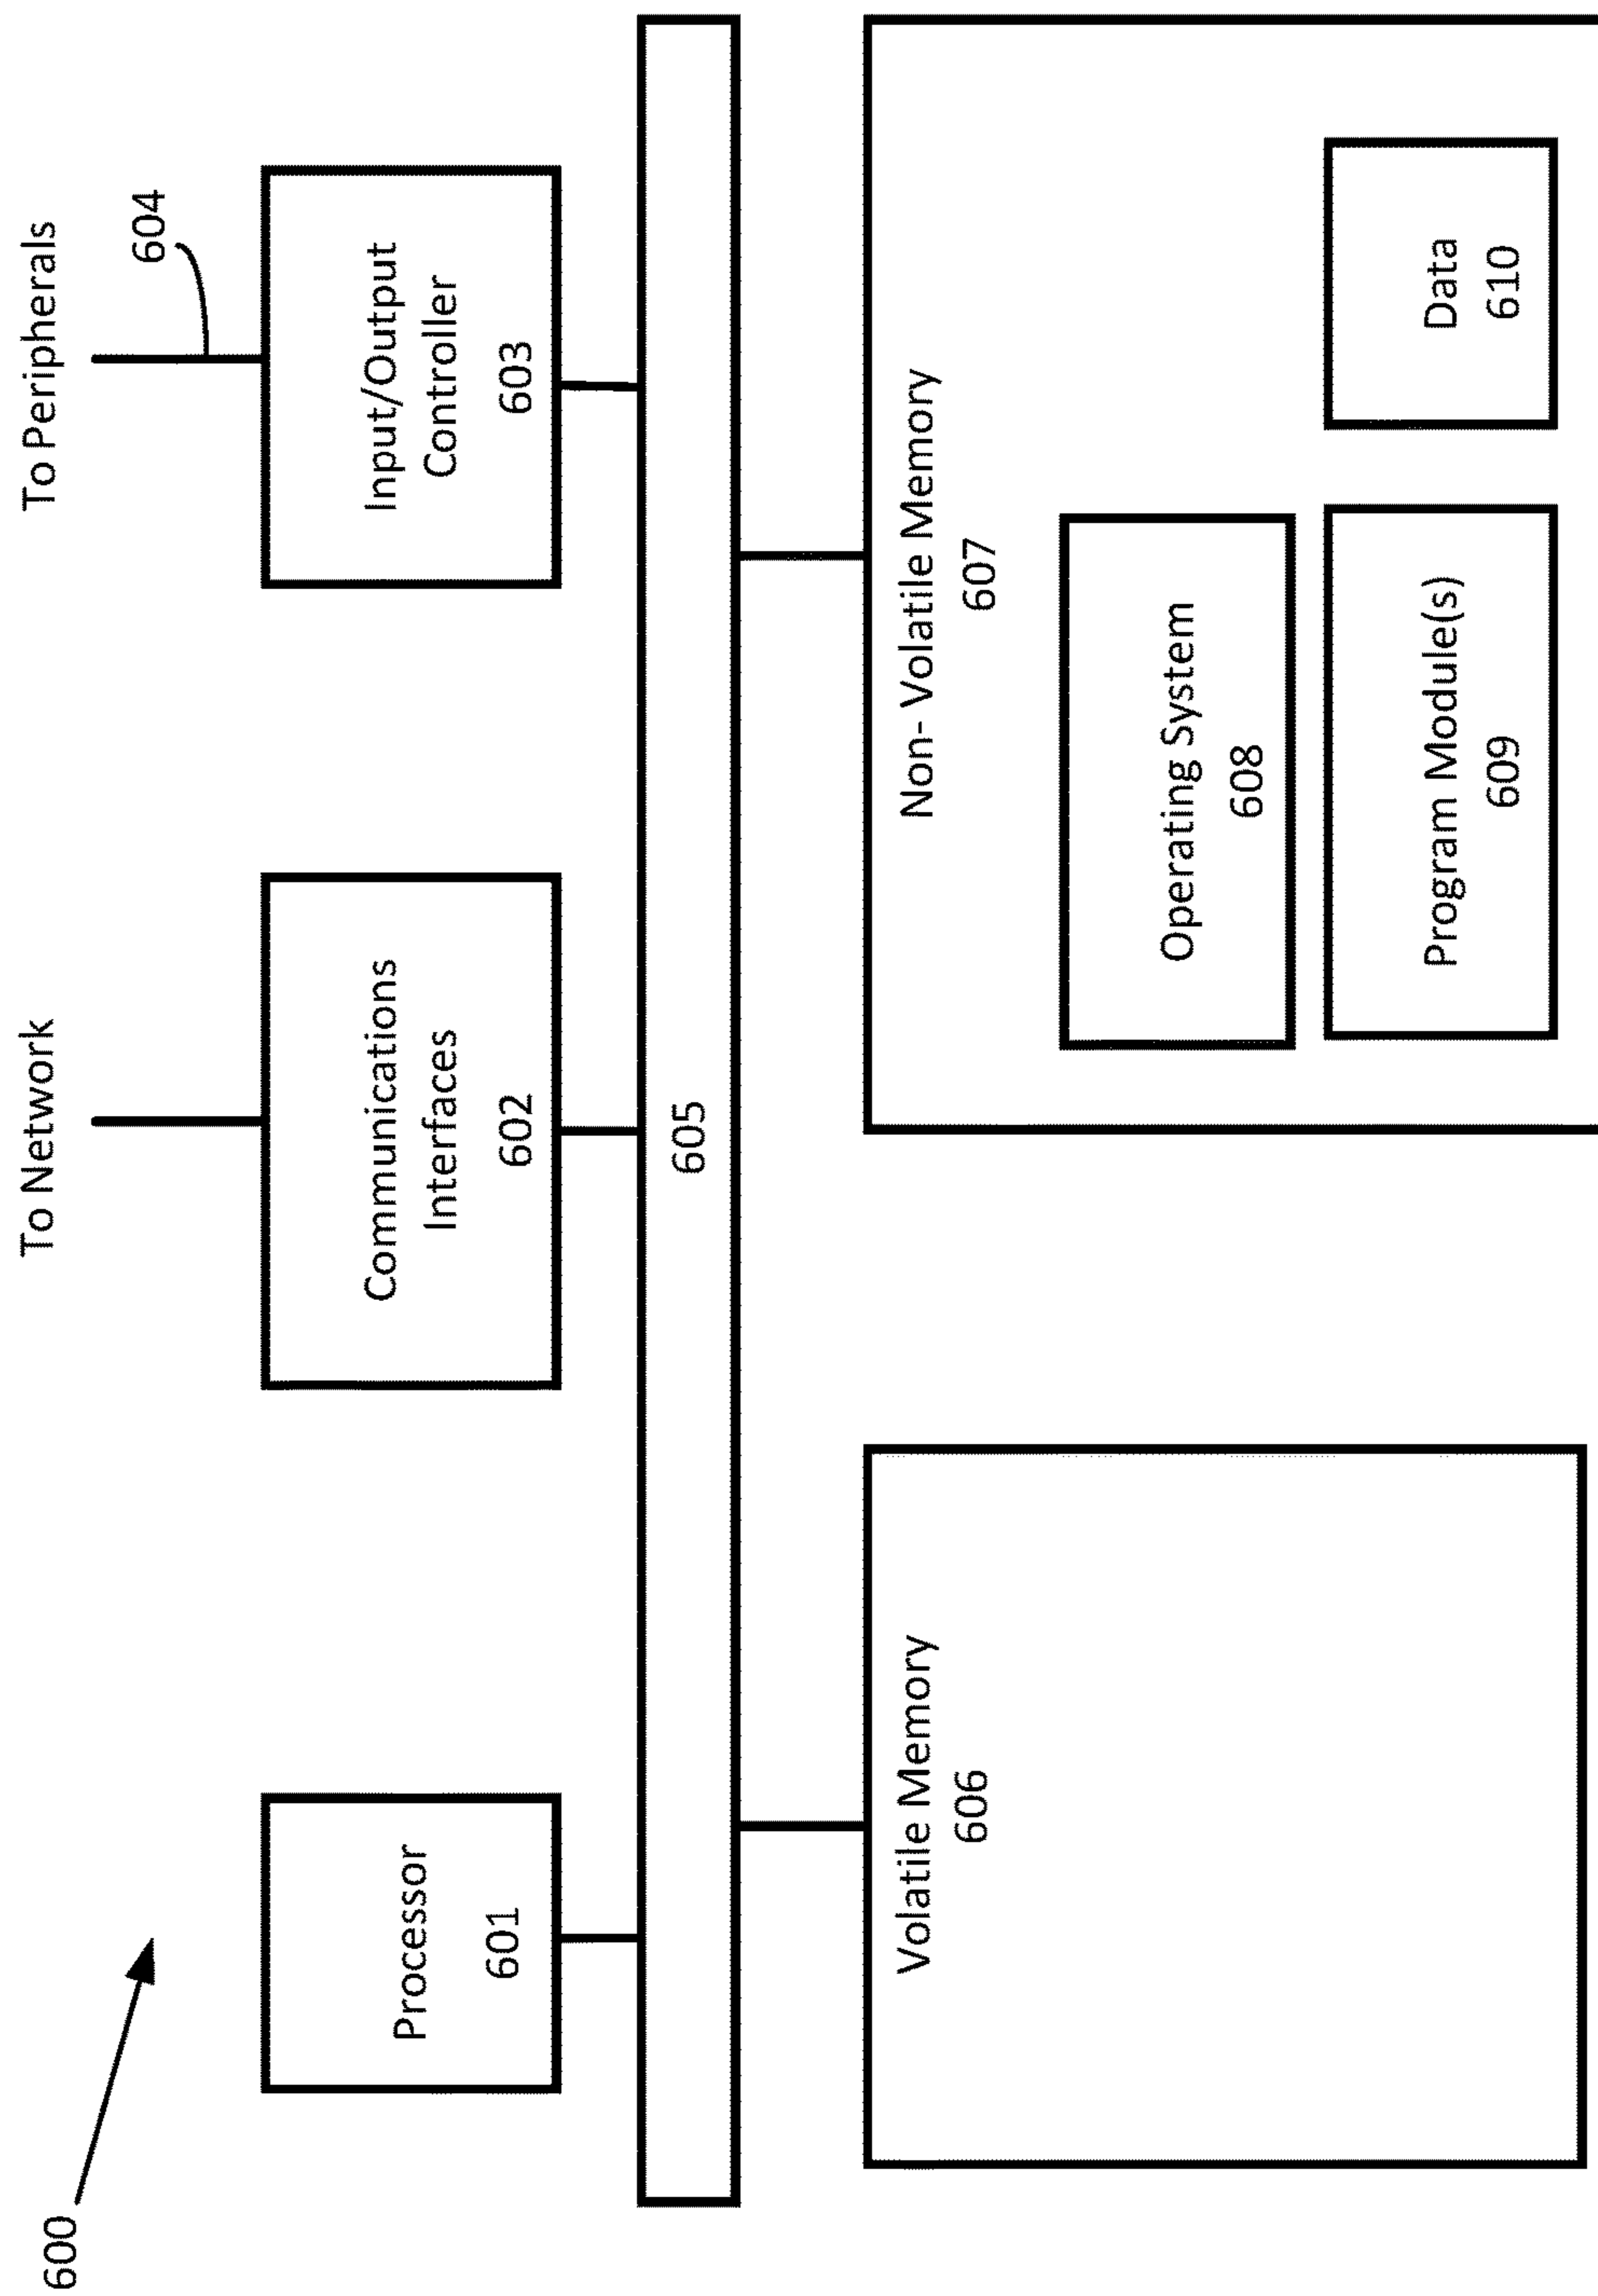 600
To Network
To Peripherals
604
Processor
601
Communications
Interfaces
602
Input/Output
Controller
603
605
Volatile Memory
606
Non- Volatile Memory
607
Operating System
608
Program Module(s)
609
Data
610